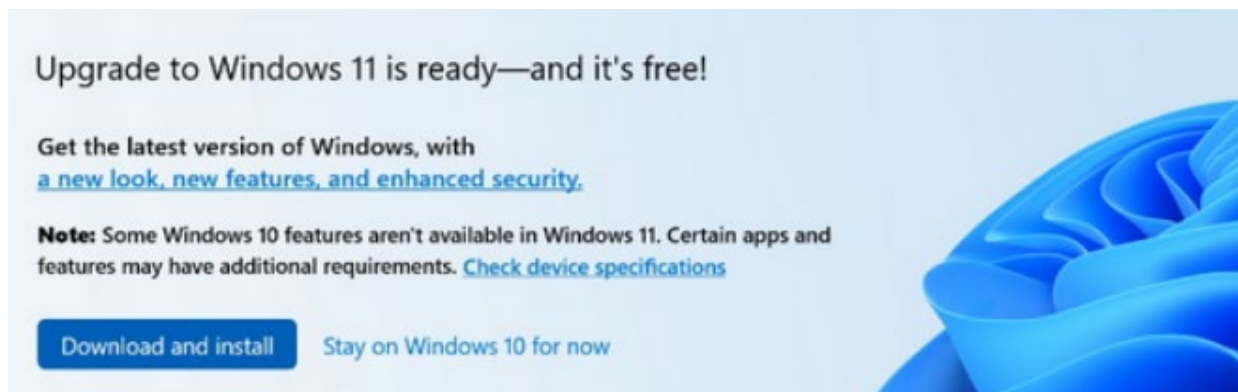 Upgrade to Windows 11 is ready—and it's free!
Get the latest version of Windows, with
a new look, new features, and enhanced security.
Note: Some Windows 10 features aren't available in Windows 11. Certain apps and
features may have additional requirements. Check device specifications
Download and install Stay on Windows 10 for now